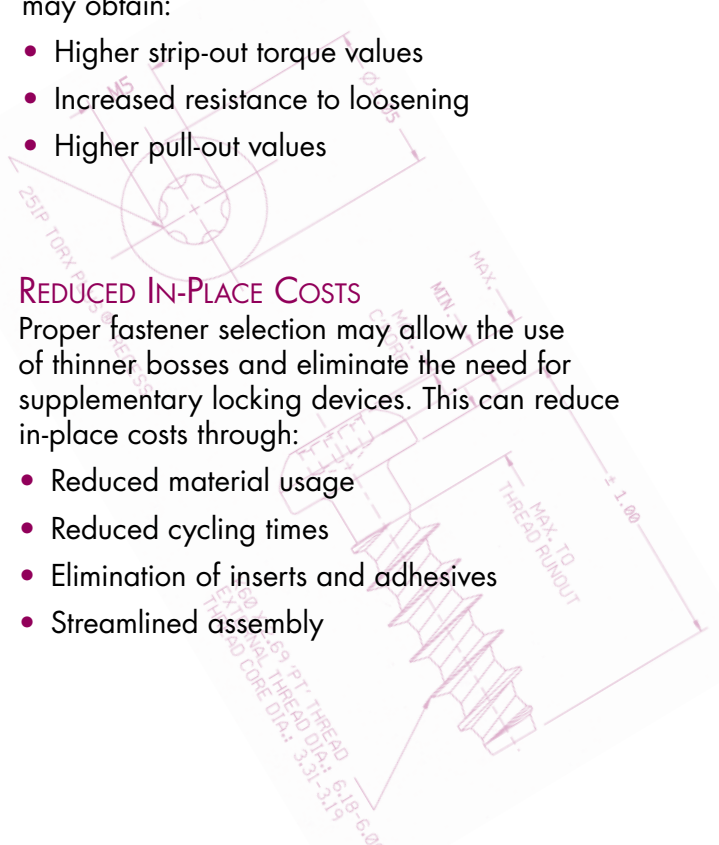 may obtain:
• Higher strip-out torque values
• Increased resistance to loosening
• Higher pull-out values
M5
25IP TORX
MAX.
MIN.
REDUCED IN-PLACE COSTS
Proper fastener selection may allow the use
of thinner bosses and eliminate the need for
supplementary locking devices. This can reduce
in-place costs through:
• Reduced material usage
• Reduced cycling times
• Elimination of inserts and adhesives
• Streamlined assembly
± 1.00
MAX. TO
THREAD RUNOUT
'PT' THREAD
EXTERNAL THREAD DIA.:
THREAD CORE DIA.: 3.31-3.19